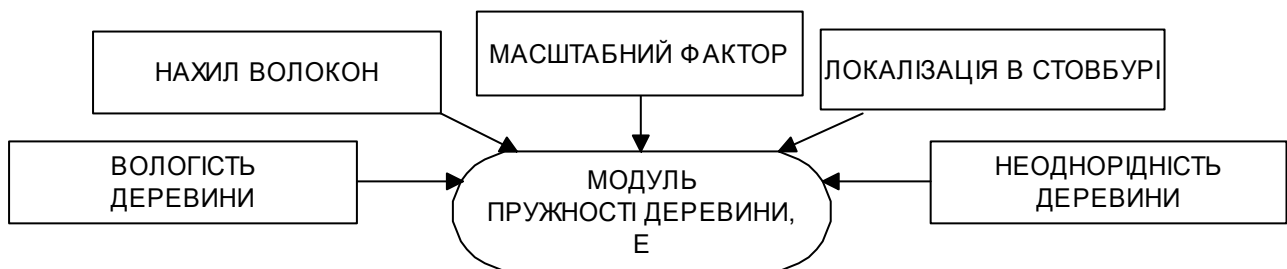 НАХИЛ ВОЛОКОН
МАСШТАБНИЙ ФАКТОР
ЛОКАЛІЗАЦІЯ В СТОВБУРІ
ВОЛОГІСТЬ
ДЕРЕВИНИ
МОДУЛЬ
ПРУЖНОСТІ ДЕРЕВИНИ,
Е
НЕОДНОРІДНІСТЬ
ДЕРЕВИНИ